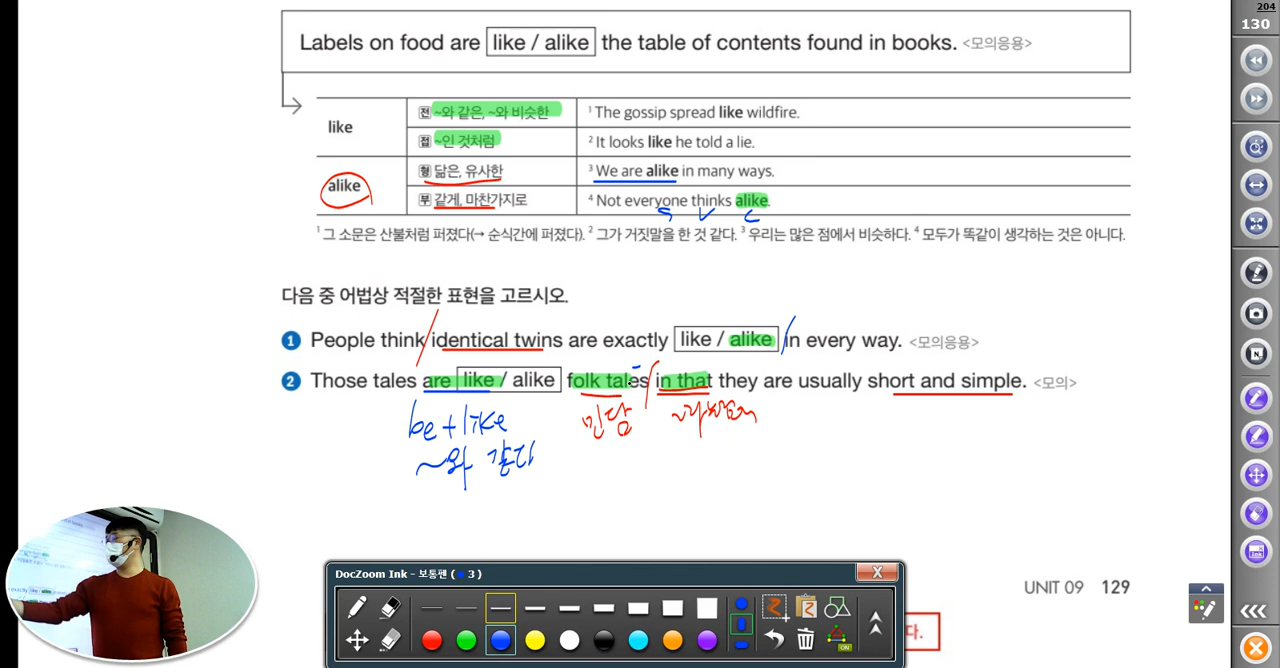 204
130
Labels on food are like / alike the table of contents found in books. <모의응용>
like
전 ~와 같은, ~와 비슷한
¹ The gossip spread like wildfire.
접 ~인 것처럼
² It looks like he told a lie.
alike
형 닮은, 유사한
³ We are alike in many ways.
부 같게, 마찬가지로
⁴ Not everyone thinks alike.
¹ 그 소문은 산불처럼 퍼졌다(→ 순식간에 퍼졌다). ² 그가 거짓말을 한 것 같다. ³ 우리는 많은 점에서 비슷하다. ⁴ 모두가 똑같이 생각하는 것은 아니다.
다음 중 어법상 적절한 표현을 고르시오.
1 People think identical twins are exactly like / alike in every way. <모의응용>
2 Those tales are like / alike folk tales in that they are usually short and simple. <모의>
be + like
민담
~와 같다
UNIT 09 129
DocZoom Ink - 보통펜 ( 3 )
X
다.
ON
N
Ink